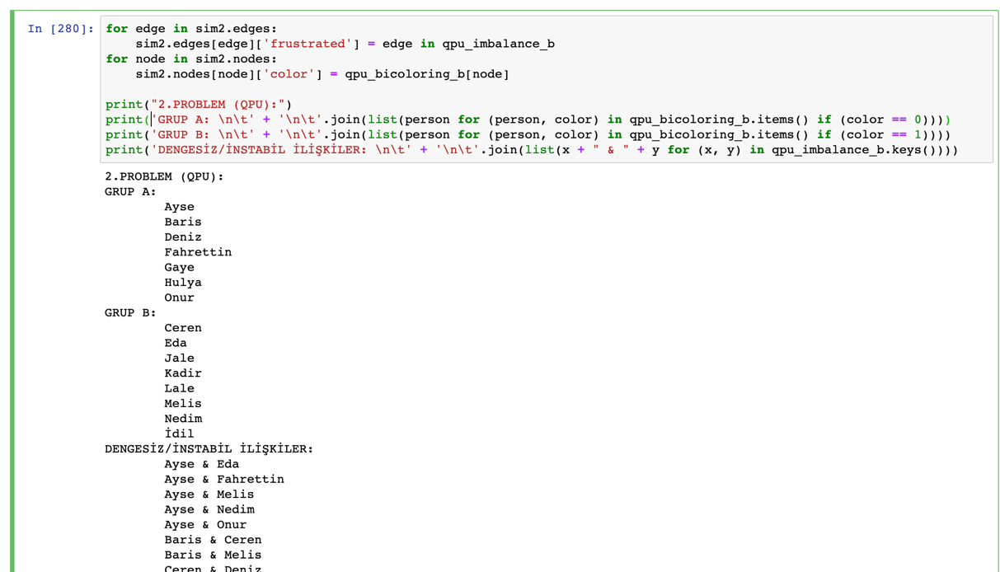 In [280]: for edge in sim2.edges:
    sim2.edges[edge]['frustrated'] = edge in qpu_imbalance_b
for node in sim2.nodes:
    sim2.nodes[node]['color'] = qpu_bicoloring_b[node]
print("2.PROBLEM (QPU):")
print('GRUP A: \n\t' + '\n\t'.join(list(person for (person, color) in qpu_bicoloring_b.items() if (color == 0))))
print('GRUP B: \n\t' + '\n\t'.join(list(person for (person, color) in qpu_bicoloring_b.items() if (color == 1))))
print('DENGESİZ/İNSTABİL İLİŞKİLER: \n\t' + '\n\t'.join(list(x + " & " + y for (x, y) in qpu_imbalance_b.keys())))
2.PROBLEM (QPU):
GRUP A:
Ayse
Baris
Deniz
Fahrettin
Gaye
Hulya
Onur
GRUP B:
Ceren
Eda
Jale
Kadir
Lale
Melis
Nedim
İdil
DENGESİZ/İNSTABİL İLİŞKİLER:
Ayse & Eda
Ayse & Fahrettin
Ayse & Melis
Ayse & Nedim
Ayse & Onur
Baris & Ceren
Baris & Melis
Ceren & Deniz